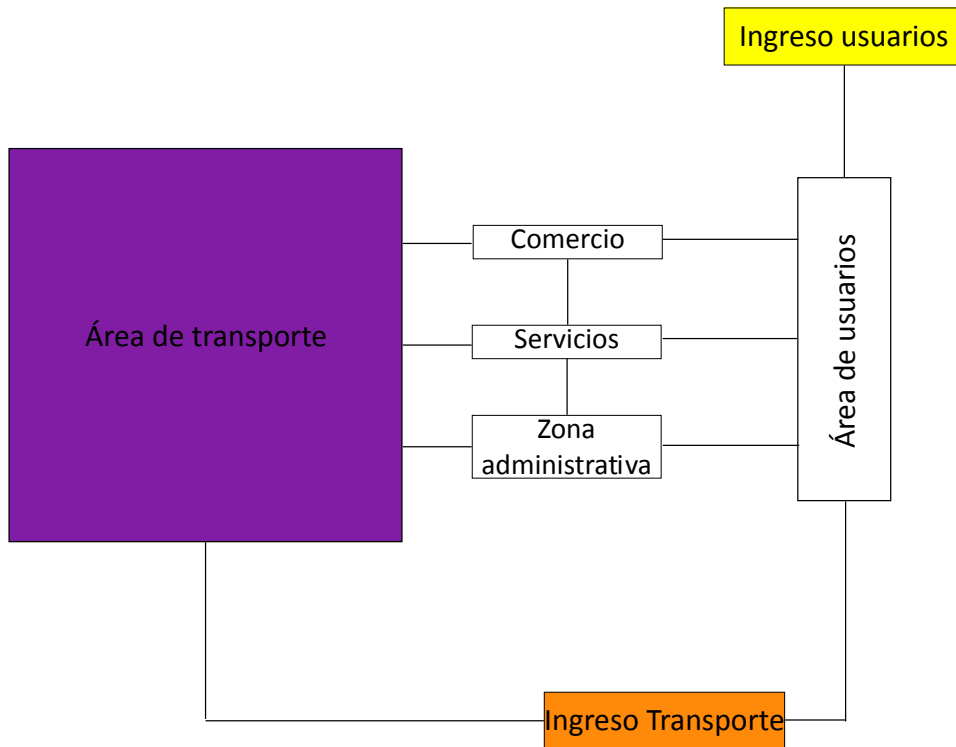 Ingreso usuarios
Comercio
Área de transporte
Servicios
Área de usuarios
Zona
administrativa
Ingreso Transporte